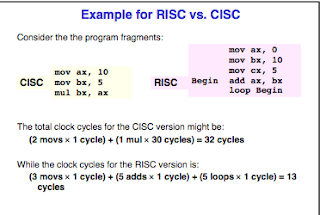 Example for RISC vs. CISC
Consider the the program fragments:
CISC
mov ax, 10
mov bx, 5
mul bx, ax
RISC
mov ax, 0
mov bx, 10
mov cx, 5
Begin add ax, bx
loop Begin
The total clock cycles for the CISC version might be:
(2 movs × 1 cycle) + (1 mul × 30 cycles) = 32 cycles
While the clock cycles for the RISC version is:
(3 movs × 1 cycle) + (5 adds × 1 cycle) + (5 loops × 1 cycle) = 13
cycles